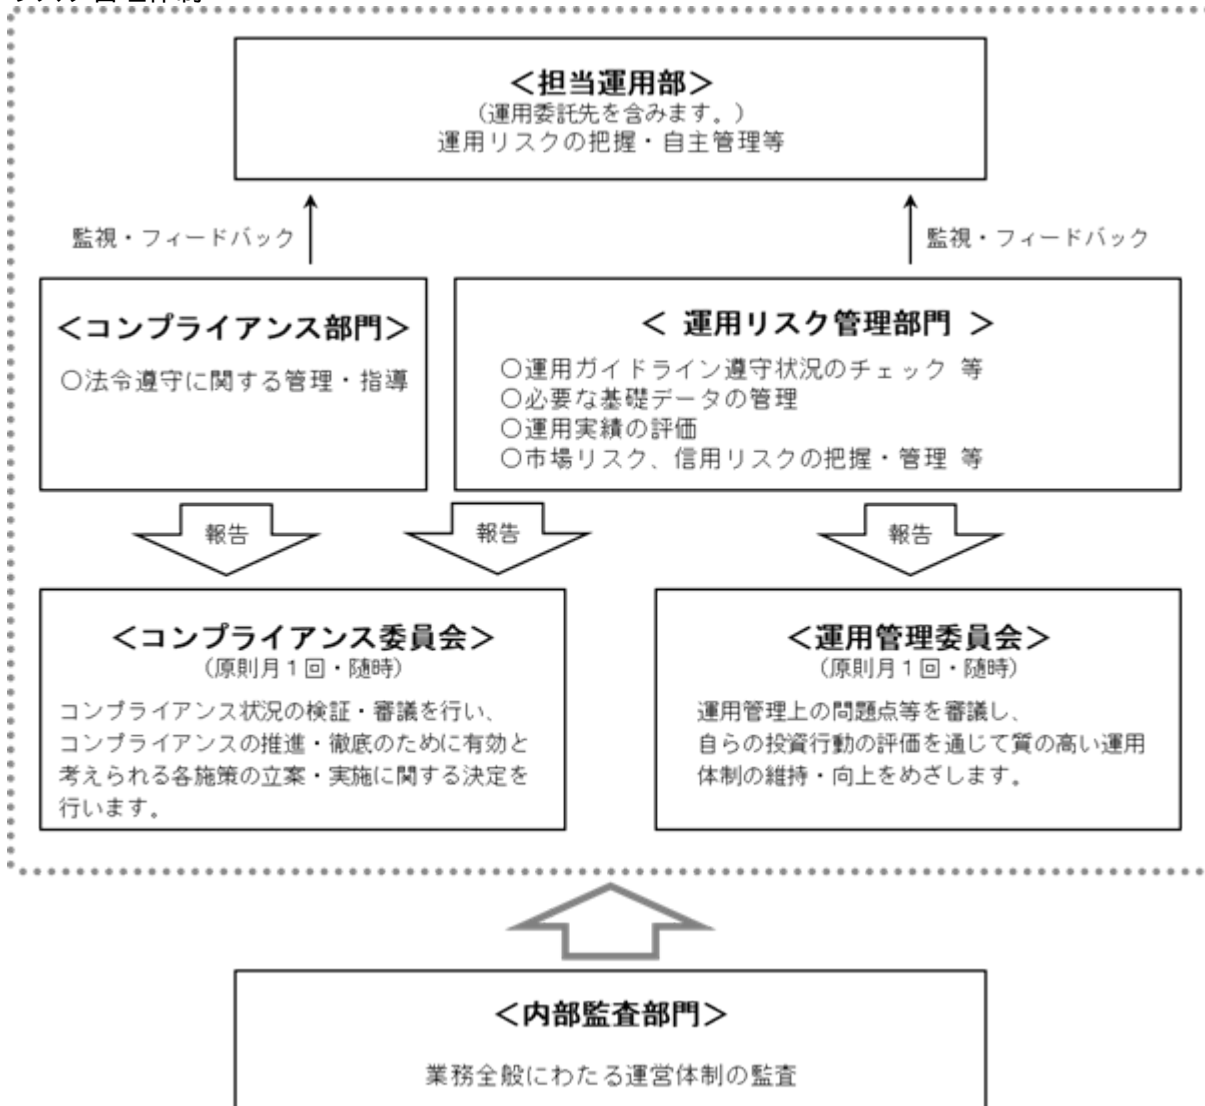 ＜担当運用部＞
（運用委託先を含みます。）
運用リスクの把握・自主管理等
監視・フィードバック
監視・フィードバック
＜コンプライアンス部門＞
○法令遵守に関する管理・指導
＜ 運用リスク管理部門 ＞
○運用ガイドライン遵守状況のチェック 等
○必要な基礎データの管理
○運用実績の評価
○市場リスク、信用リスクの把握・管理 等
報告
報告
報告
＜コンプライアンス委員会＞
（原則月１回・随時）
コンプライアンス状況の検証・審議を行い、
コンプライアンスの推進・徹底のために有効と
考えられる各施策の立案・実施に関する決定を
行います。
＜運用管理委員会＞
（原則月１回・随時）
運用管理上の問題点等を審議し、
自らの投資行動の評価を通じて質の高い運用
体制の維持・向上をめざします。
＜内部監査部門＞
業務全般にわたる運営体制の監査